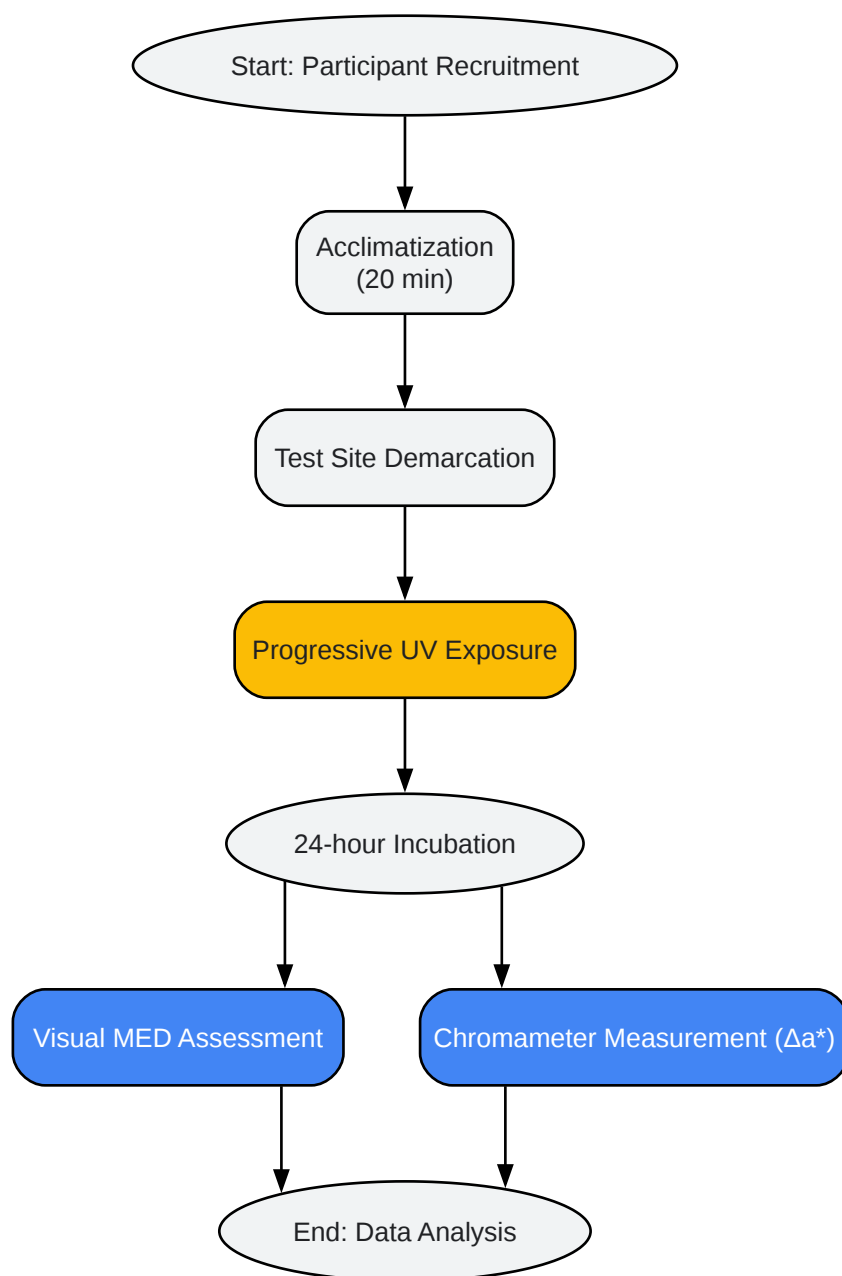 Start: Participant Recruitment
Acclimatization
(20 min)
Test Site Demarcation
Progressive UV Exposure
24-hour Incubation
Visual MED Assessment
Chromameter Measurement (Δa*)
End: Data Analysis